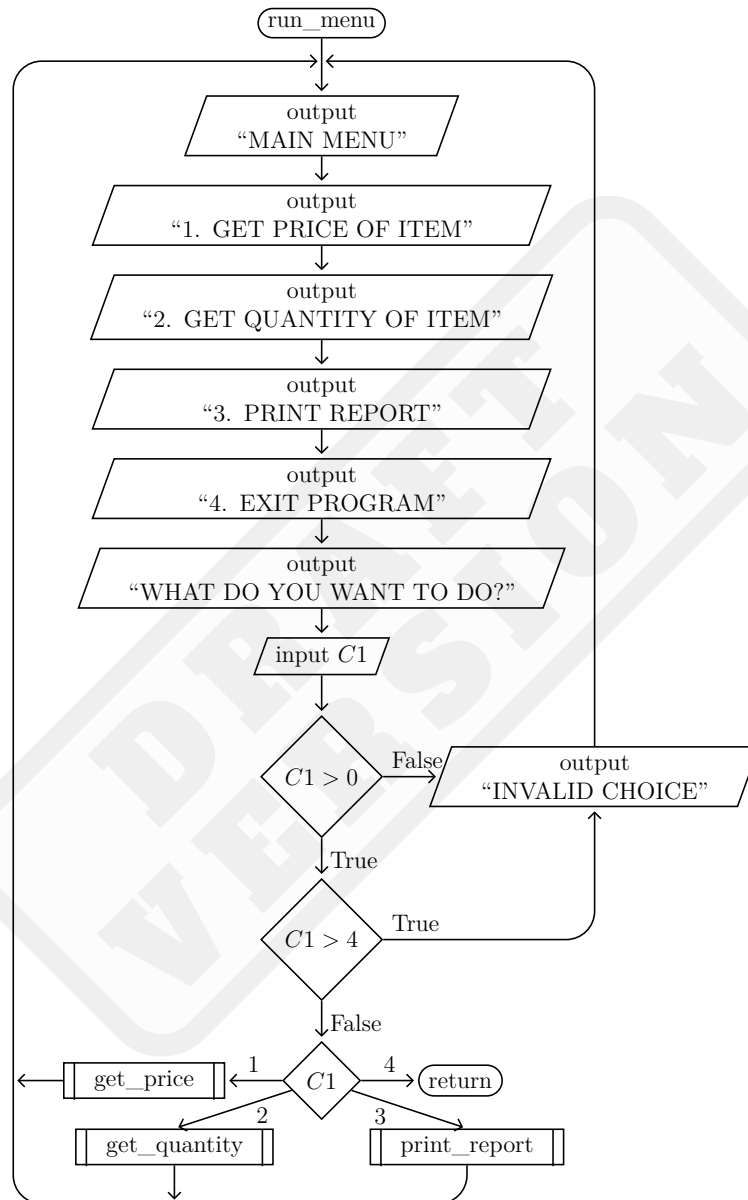 run_menu
output
“MAIN MENU”
output
“1. GET PRICE OF ITEM”
output
“2. GET QUANTITY OF ITEM”
output
“3. PRINT REPORT”
output
“4. EXIT PROGRAM”
output
“WHAT DO YOU WANT TO DO?”
input C1
C1 > 0
False
output
“INVALID CHOICE”
True
C1 > 4
True
False
get_price
1
C1
4
return
2
3
get_quantity
print_report
DRAFT
VERSION